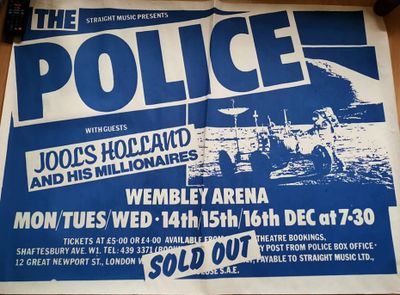 THE
STRAIGHT MUSIC PRESENTS
POLICE
WITH GUESTS
JOOLS HOLLAND
AND HIS MILLIONAIRES
WEMBLEY ARENA
MON/TUES/WED · 14th/15th/16th DEC at 7-30
TICKETS AT £5·00 OR £4·00 AVAILABLE FROM THEATRE BOOKINGS,
SHAFTESBURY AVE. W1. TEL: 439 3371 POST FROM POLICE BOX OFFICE ·
12 GREAT NEWPORT ST., LONDON PAYABLE TO STRAIGHT MUSIC LTD.,
S.A.E.
SOLD OUT